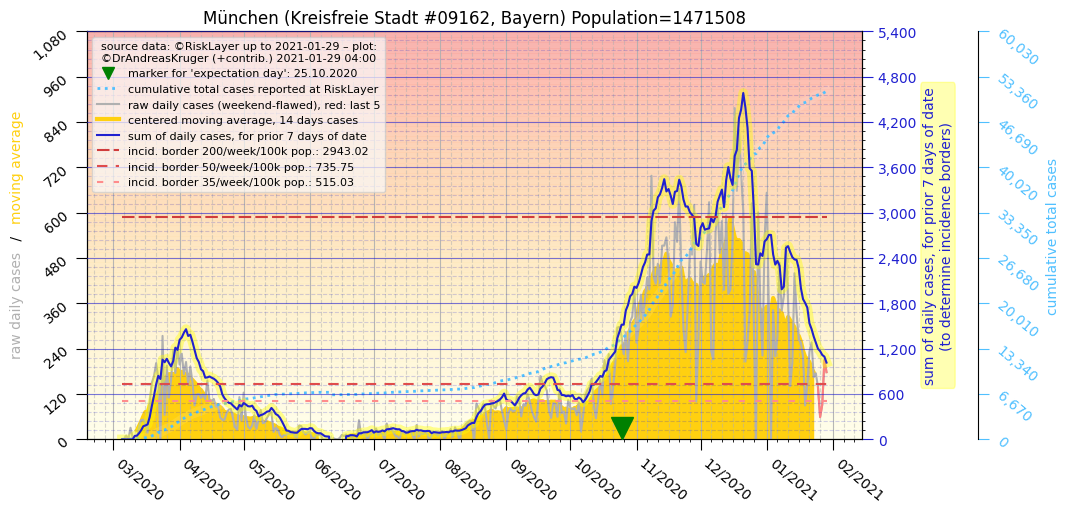 München (Kreisfreie Stadt #09162, Bayern) Population=1471508
source data: ©RiskLayer up to 2021-01-29 – plot:
©DrAndreasKruger (+contrib.) 2021-01-29 04:00
marker for 'expectation day': 25.10.2020
cumulative total cases reported at RiskLayer
raw daily cases (weekend-flawed), red: last 5
centered moving average, 14 days cases
sum of daily cases, for prior 7 days of date
incid. border 200/week/100k pop.: 2943.02
incid. border 50/week/100k pop.: 735.75
incid. border 35/week/100k pop.: 515.03
raw daily cases / moving average
1,080
960
840
720
600
480
360
240
120
0
03/2020
04/2020
05/2020
06/2020
07/2020
08/2020
09/2020
10/2020
11/2020
12/2020
01/2021
02/2021
5,400
4,800
4,200
3,600
3,000
2,400
1,800
1,200
600
0
sum of daily cases, for prior 7 days of date
(to determine incidence borders)
60,030
53,360
46,690
40,020
33,350
26,680
20,010
13,340
6,670
0
cumulative total cases